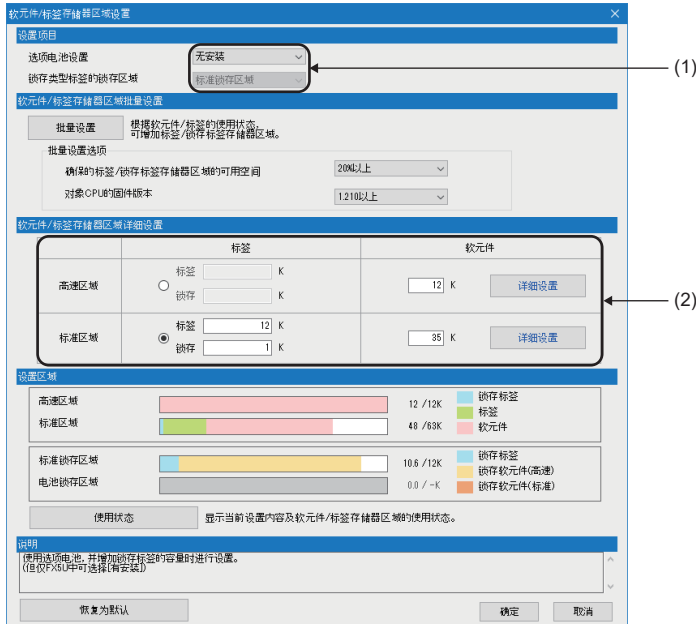 软元件/标签存储器区域设置
设置项目
选项电池设置 无安装
(1)
锁存类型标签的锁存区域 标准锁存区域
软元件/标签存储器区域批量设置
批量设置 根据软元件/标签的使用状态,
可增加标签/锁存标签存储器区域。
批量设置选项
确保的标签/锁存标签存储器区域的可用空间 20%以上
对象CPU的固件版本 1.210以上
软元件/标签存储器区域详细设置
标签 软元件
高速区域 标签 K 12 K 详细设置
锁存 K
(2)
标准区域 标签 12 K 35 K 详细设置
锁存 1 K
设置区域
高速区域 12 /12K 锁存标签
标签
标准区域 48 /63K 软元件
标准锁存区域 10.6 /12K 锁存标签
锁存软元件(高速)
电池锁存区域 0.0 / -K 锁存软元件(标准)
使用状态 显示当前设置内容及软元件/标签存储器区域的使用状态。
说明
使用选项电池,并增加锁存标签的容量时进行设置。
(但仅FX5U中可选择[有安装])
恢复为默认 确定 取消